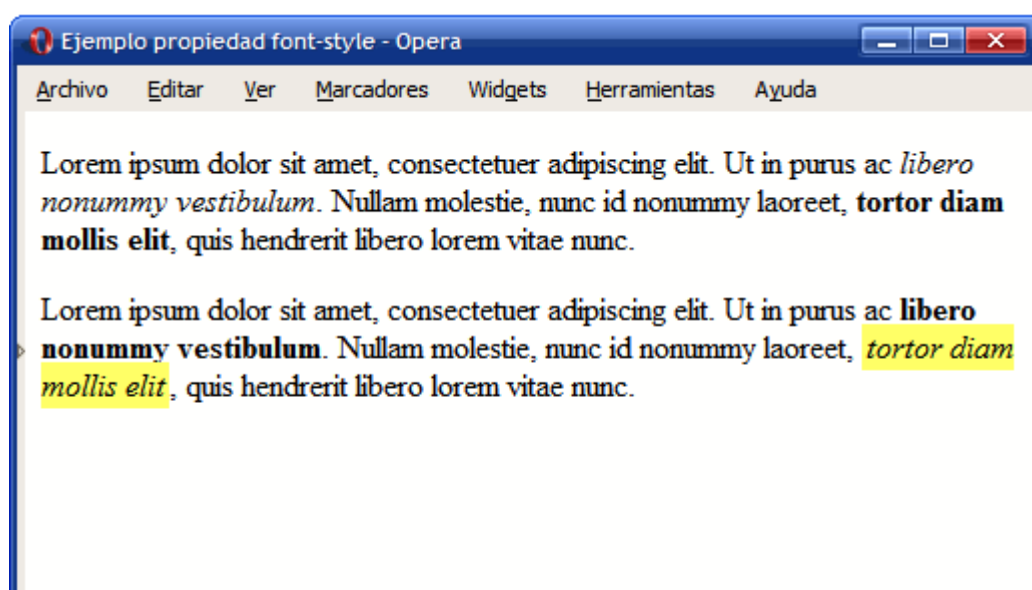 Ejemplo propiedad font-style - Opera
Archivo Editar Ver Marcadores Widgets Herramientas Ayuda
Lorem ipsum dolor sit amet, consectetuer adipiscing elit. Ut in purus ac libero
nonummy vestibulum. Nullam molestie, nunc id nonummy laoreet, tortor diam
mollis elit, quis hendrerit libero lorem vitae nunc.
Lorem ipsum dolor sit amet, consectetuer adipiscing elit. Ut in purus ac libero
nonummy vestibulum. Nullam molestie, nunc id nonummy laoreet, tortor diam
mollis elit, quis hendrerit libero lorem vitae nunc.